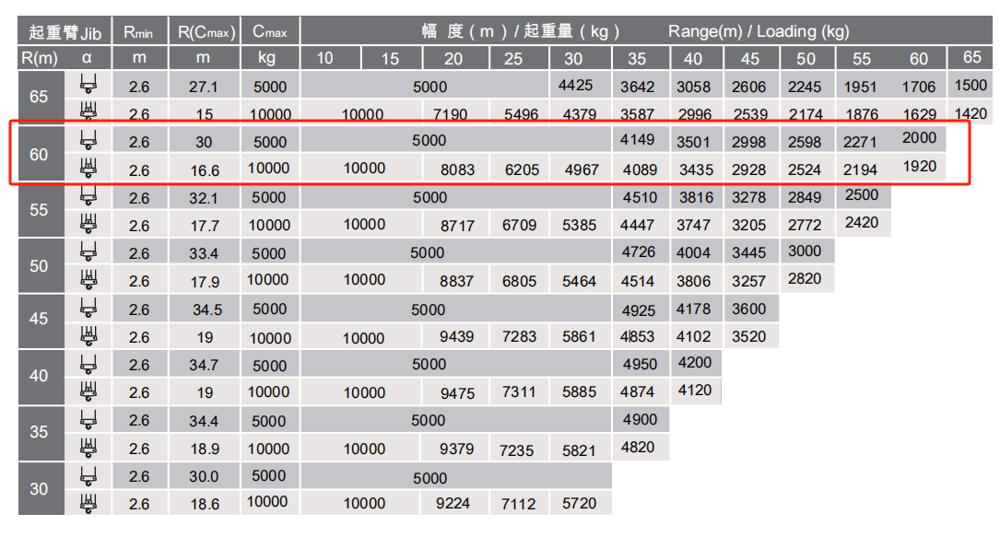 起重臂Jib Rmin R(Cmax) Cmax 幅 度 ( m ) / 起重量 ( kg ) Range(m) / Loading (kg)
R(m) α m m kg 10 15 20 25 30 35 40 45 50 55 60 65
65
2.6 27.1 5000 5000 4425 3642 3058 2606 2245 1951 1706 1500
2.6 15 10000 10000 7190 5496 4379 3587 2996 2539 2174 1876 1629 1420
60
2.6 30 5000 5000 4149 3501 2998 2598 2271 2000
2.6 16.6 10000 10000 8083 6205 4967 4089 3435 2928 2524 2194 1920
55
2.6 32.1 5000 5000 4510 3816 3278 2849 2500
2.6 17.7 10000 10000 8717 6709 5385 4447 3747 3205 2772 2420
50
2.6 33.4 5000 5000 4726 4004 3445 3000
2.6 17.9 10000 10000 8837 6805 5464 4514 3806 3257 2820
45
2.6 34.5 5000 5000 4925 4178 3600
2.6 19 10000 10000 9439 7283 5861 4853 4102 3520
40
2.6 34.7 5000 5000 4950 4200
2.6 19 10000 10000 9475 7311 5885 4874 4120
35
2.6 34.4 5000 5000 4900
2.6 18.9 10000 10000 9379 7235 5821 4820
30
2.6 30.0 5000 5000
2.6 18.6 10000 10000 9224 7112 5720